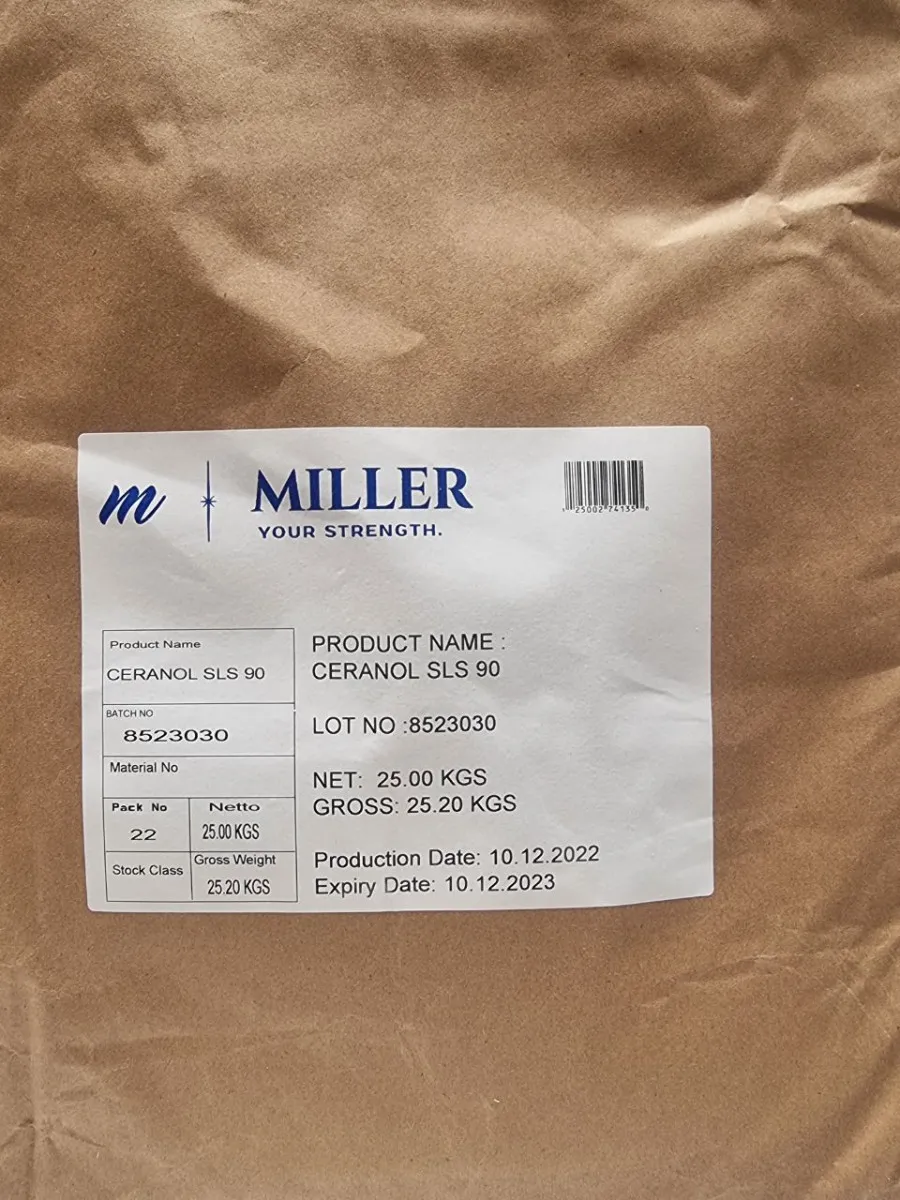 m
MILLER
YOUR STRENGTH.
Product Name
CERANOL SLS 90
BATCH NO
8523030
Material No
Pack No
Netto
22
25.00 KGS
Stock Class
Gross Weight
25.20 KGS
PRODUCT NAME :
CERANOL SLS 90
LOT NO :8523030
NET: 25.00 KGS
GROSS: 25.20 KGS
Production Date: 10.12.2022
Expiry Date: 10.12.2023